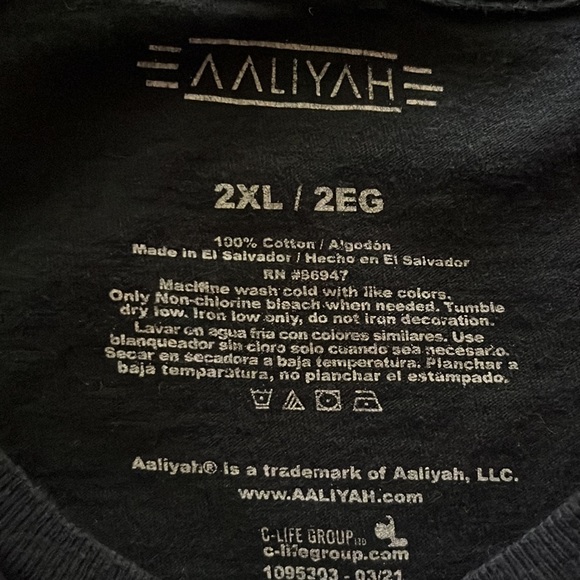 AALIYAH
2XL / 2EG
100% Cotton / Algodón
Made in El Salvador / Hecho en El Salvador
RN #86947
Machine wash cold with like colors.
Only Non-chlorine bleach when needed. Tumble
dry low. Iron low only, do not iron decoration.
Lavar en agua fria con colores similares. Use
blanqueador sin cloro solo cuando sea necesario.
Secar en secadora a baja temperatura. Planchar a
baja temparatura, no planchar el estampado.
Aaliyah® is a trademark of Aaliyah, LLC.
www.AALIYAH.com
C-LIFE GROUP LTD
c-lifegroup.com
1095303 - 03/21